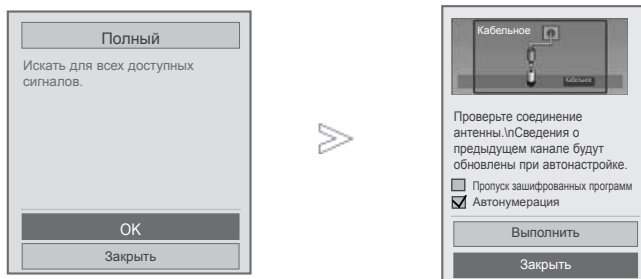 Полный
Искать для всех доступных
сигналов.
OK
Закрыть
Кабельное
Кабельное
Проверьте соединение
антенны.\nСведения о
предыдущем канале будут
обновлены при автонастройке.
Пропуск зашифрованных программ
Автонумерация
Выполнить
Закрыть